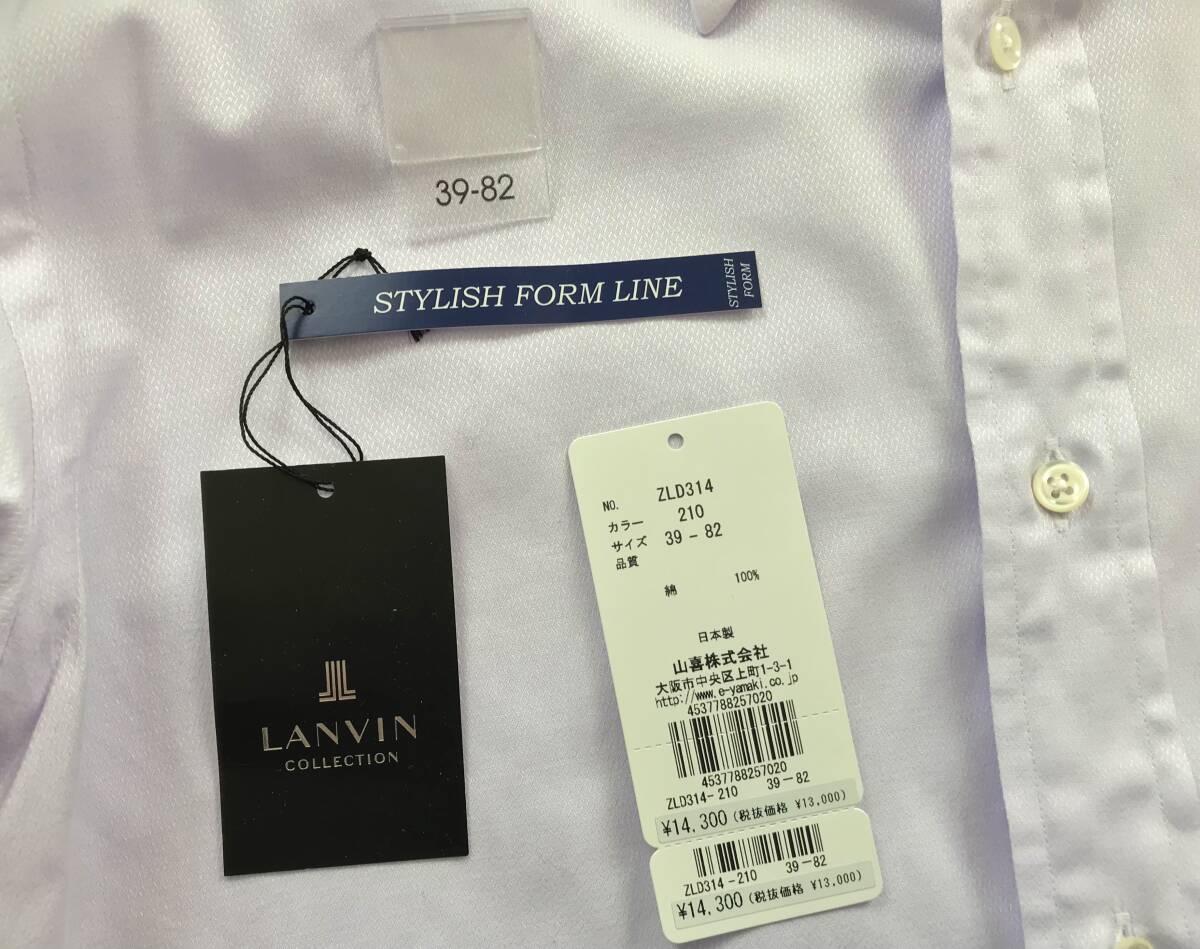 39-82
STYLISH FORM LINE
STYLISH
FORM
LANVIN
COLLECTION
NO. ZLD314
カラー 210
サイズ 39 - 82
品質
綿 100%
日本製
山喜株式会社
大阪市中央区上町1-3-1
http://www.e-yamaki.co.jp
4537788257020
4537788257020
ZLD314-210 39-82
¥14,300 (税抜価格 ¥13,000)
ZLD314-210 39-82
¥14,300 (税抜価格 ¥13,000)